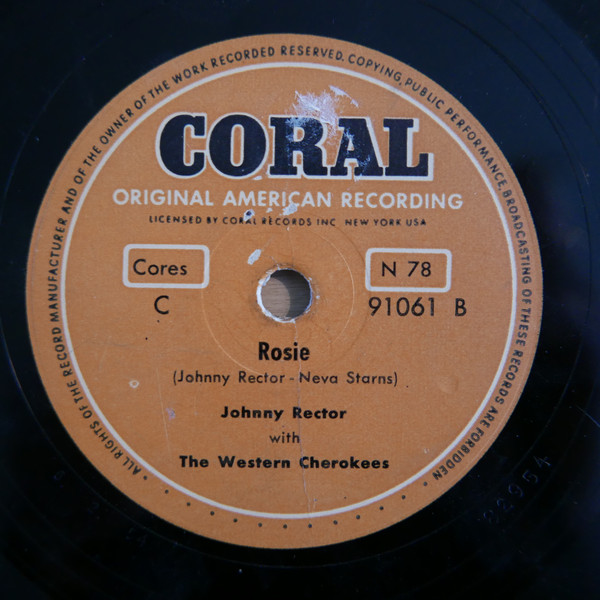 ALL RIGHTS OF THE RECORD MANUFACTURER AND OF THE OWNER OF THE WORK RECORDED RESERVED. COPYING, PUBLIC PERFORMANCE, BROADCASTING OF THESE RECORDS ARE FORBIDDEN
CORAL
ORIGINAL AMERICAN RECORDING
LICENSED BY CORAL RECORDS INC NEW YORK USA
Cores
N 78
C
91061 B
Rosie
(Johnny Rector - Neva Starns)
Johnny Rector
with
The Western Cherokees